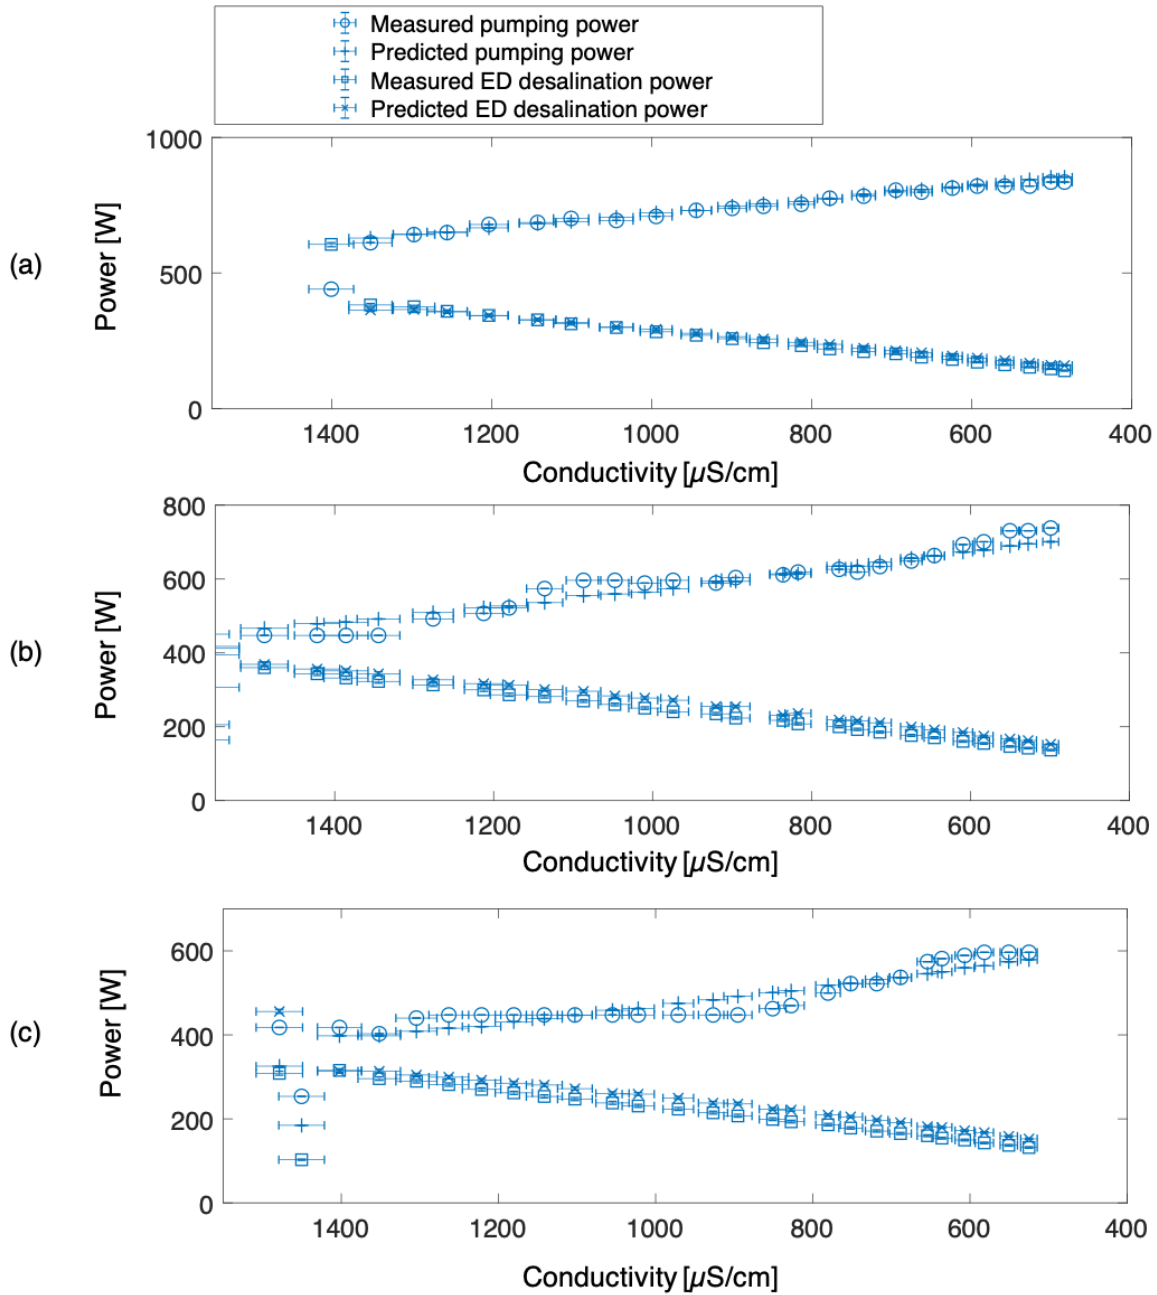 Measured pumping power
Predicted pumping power
Measured ED desalination power
Predicted ED desalination power
(a)
Power [W]
1000
500
0
1400 1200 1000 800 600 400
Conductivity [µS/cm]
(b)
Power [W]
800
600
400
200
0
1400 1200 1000 800 600 400
Conductivity [µS/cm]
(c)
Power [W]
600
400
200
0
1400 1200 1000 800 600 400
Conductivity [µS/cm]